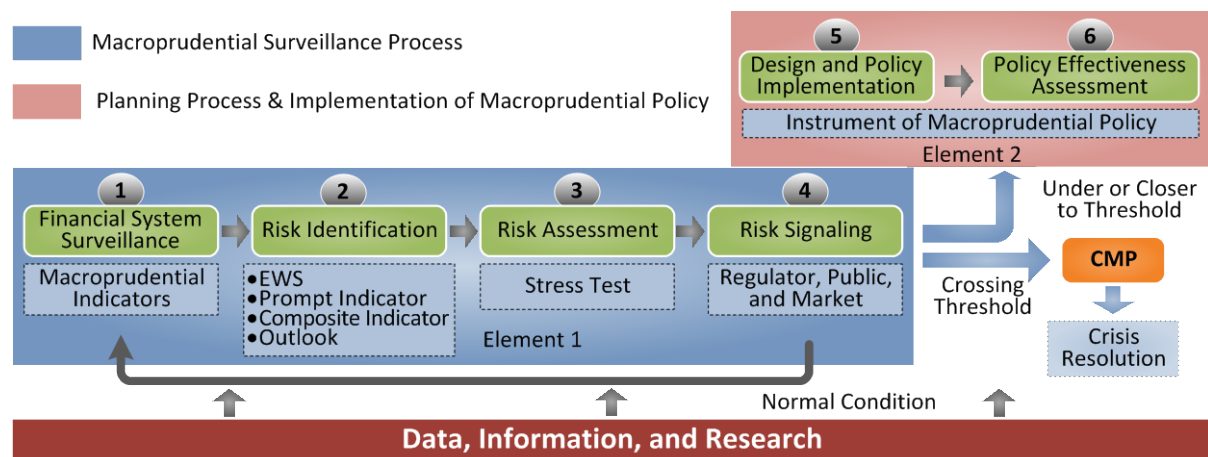 Macroprudential Surveillance Process
Planning Process & Implementation of Macroprudential Policy
5
Design and Policy
Implementation
6
Policy Effectiveness
Assessment
Instrument of Macroprudential Policy
Element 2
1
Financial System
Surveillance
Macroprudential
Indicators
2
Risk Identification
●EWS
●Prompt Indicator
●Composite Indicator
●Outlook
3
Risk Assessment
Stress Test
4
Risk Signaling
Regulator, Public,
and Market
Element 1
Under or Closer
to Threshold
Crossing
Threshold
CMP
Crisis
Resolution
Normal Condition
Data, Information, and Research